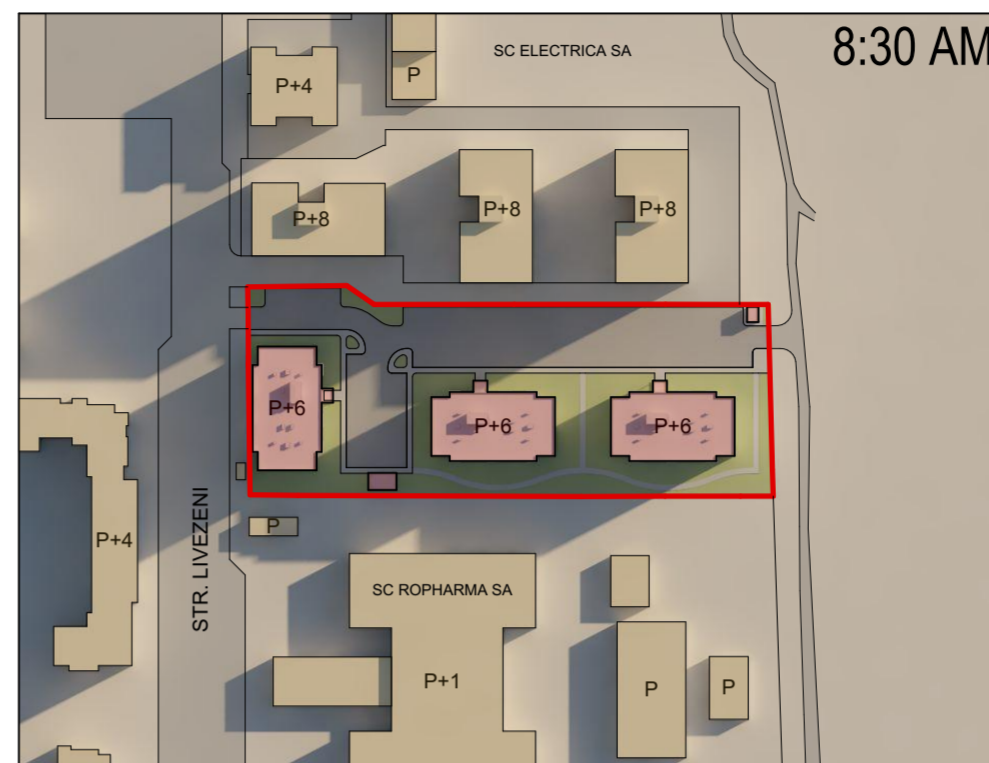 8:30 AM
SC ELECTRICA SA
P
P+4
P+8
P+8
P+8
P+6
P+6
P+6
P
P+4
STR. LIVEZENI
SC ROPHARMA SA
P+1
P
P